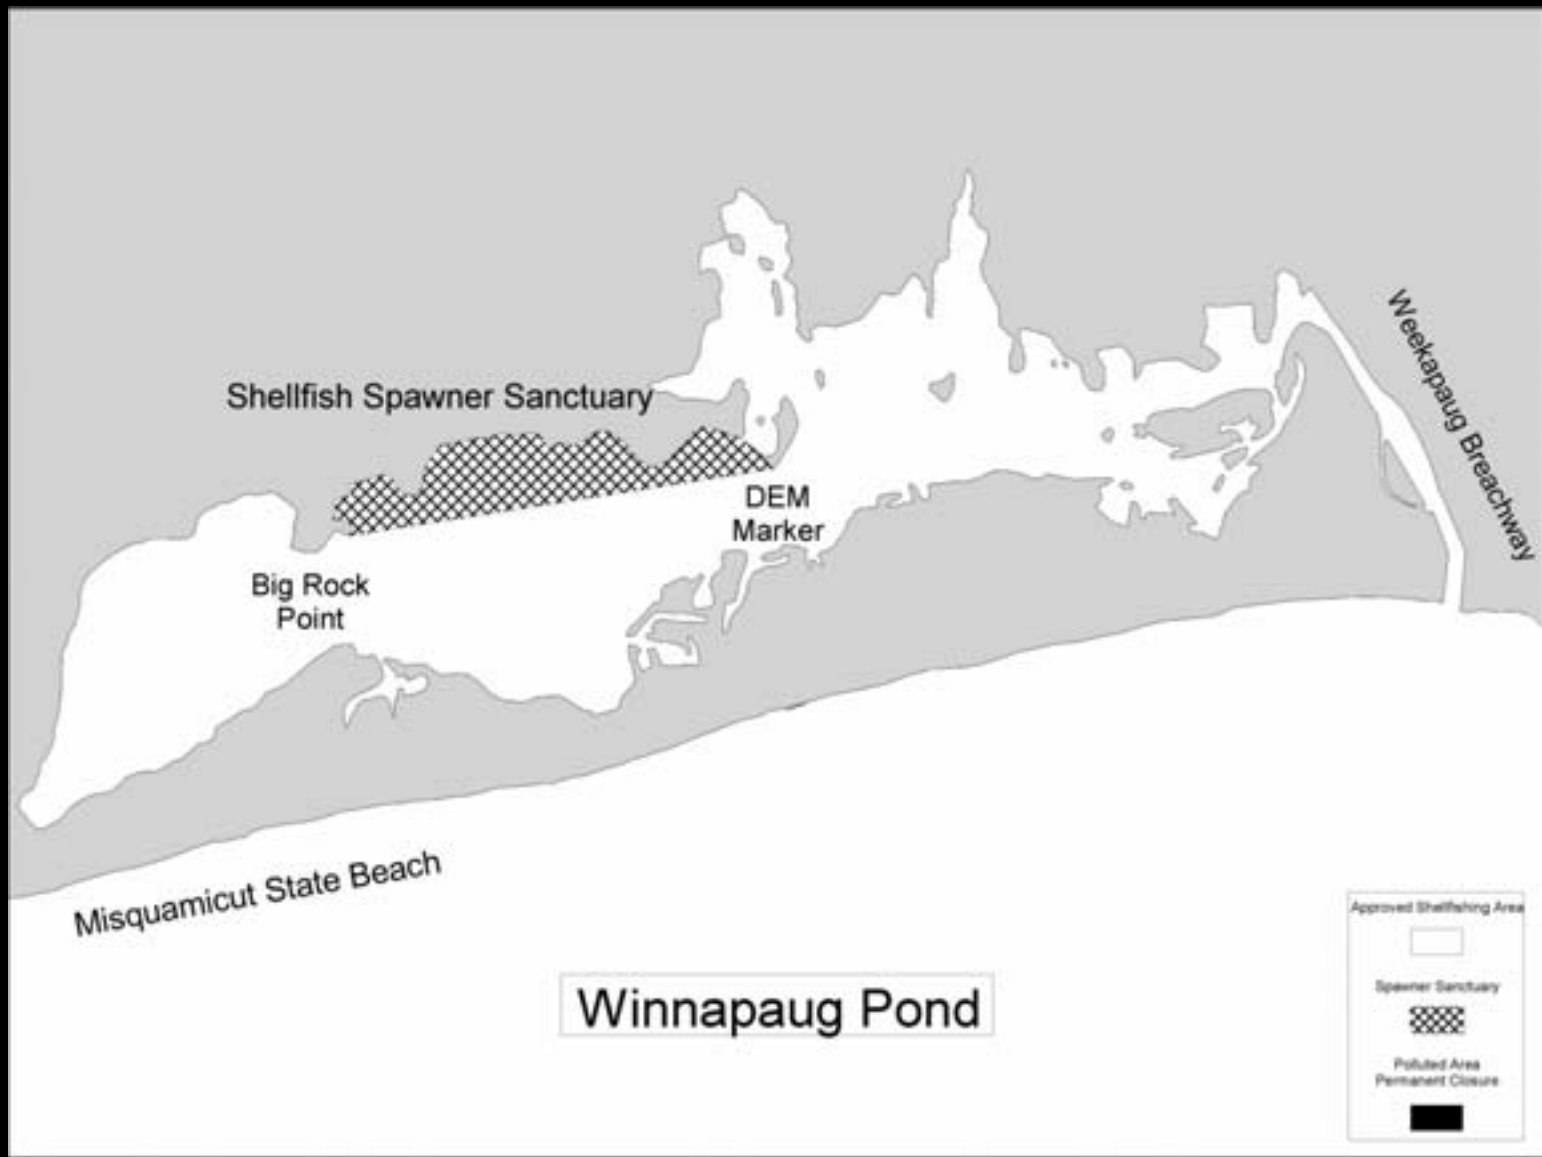 Weekapaug Breachway
Shellfish Spawner Sanctuary
DEM
Marker
Big Rock
Point
Misquamicut State Beach
Winnapaug Pond
Approved Shellfishing Area
Spawner Sanctuary
Polluted Area
Permanent Closure